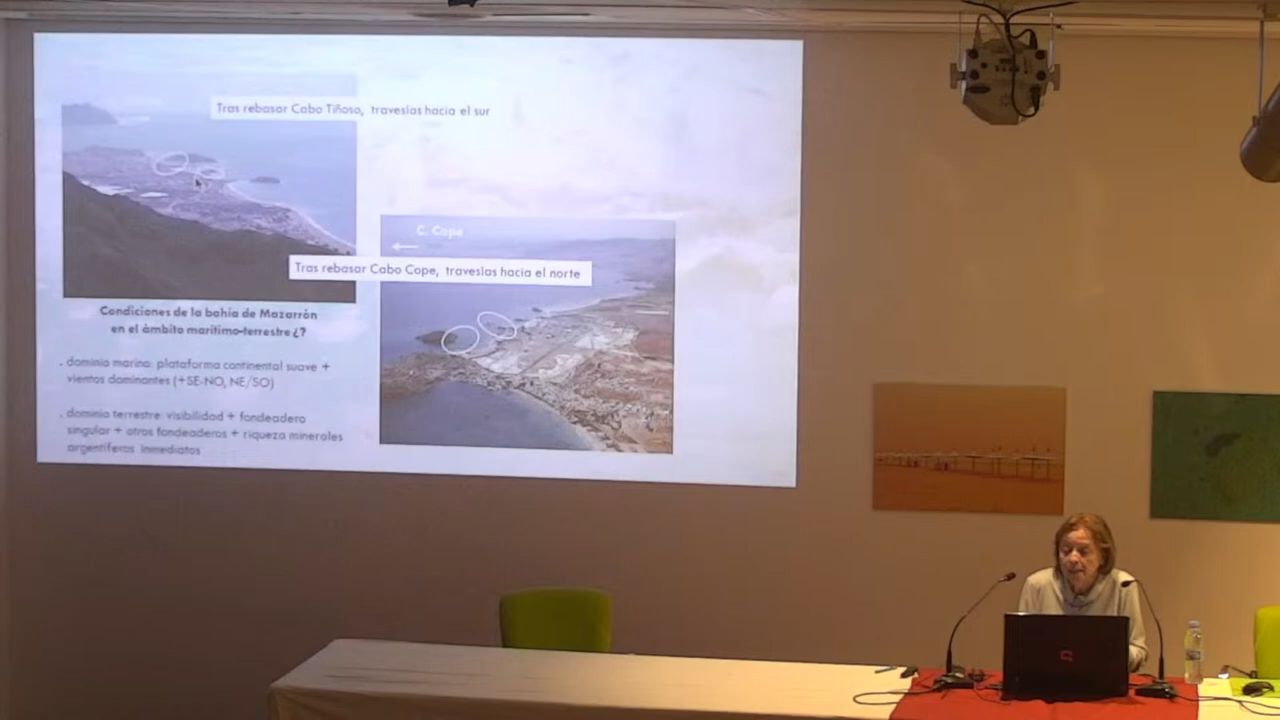 Tras rebasar Cabo Tiñoso, travesías hacia el sur
C. Cope
Tras rebasar Cabo Cope, travesías hacia el norte
Condiciones de la bahía de Mazarrón
en el ámbito marítimo-terrestre ¿?
. dominio marino: plataforma continental suave +
vientos dominantes (+SE-NO, NE/SO)
. dominio terrestre: visibilidad + fondeadero
singular + otros fondeaderos + riqueza minerales
argentíferos inmediatos